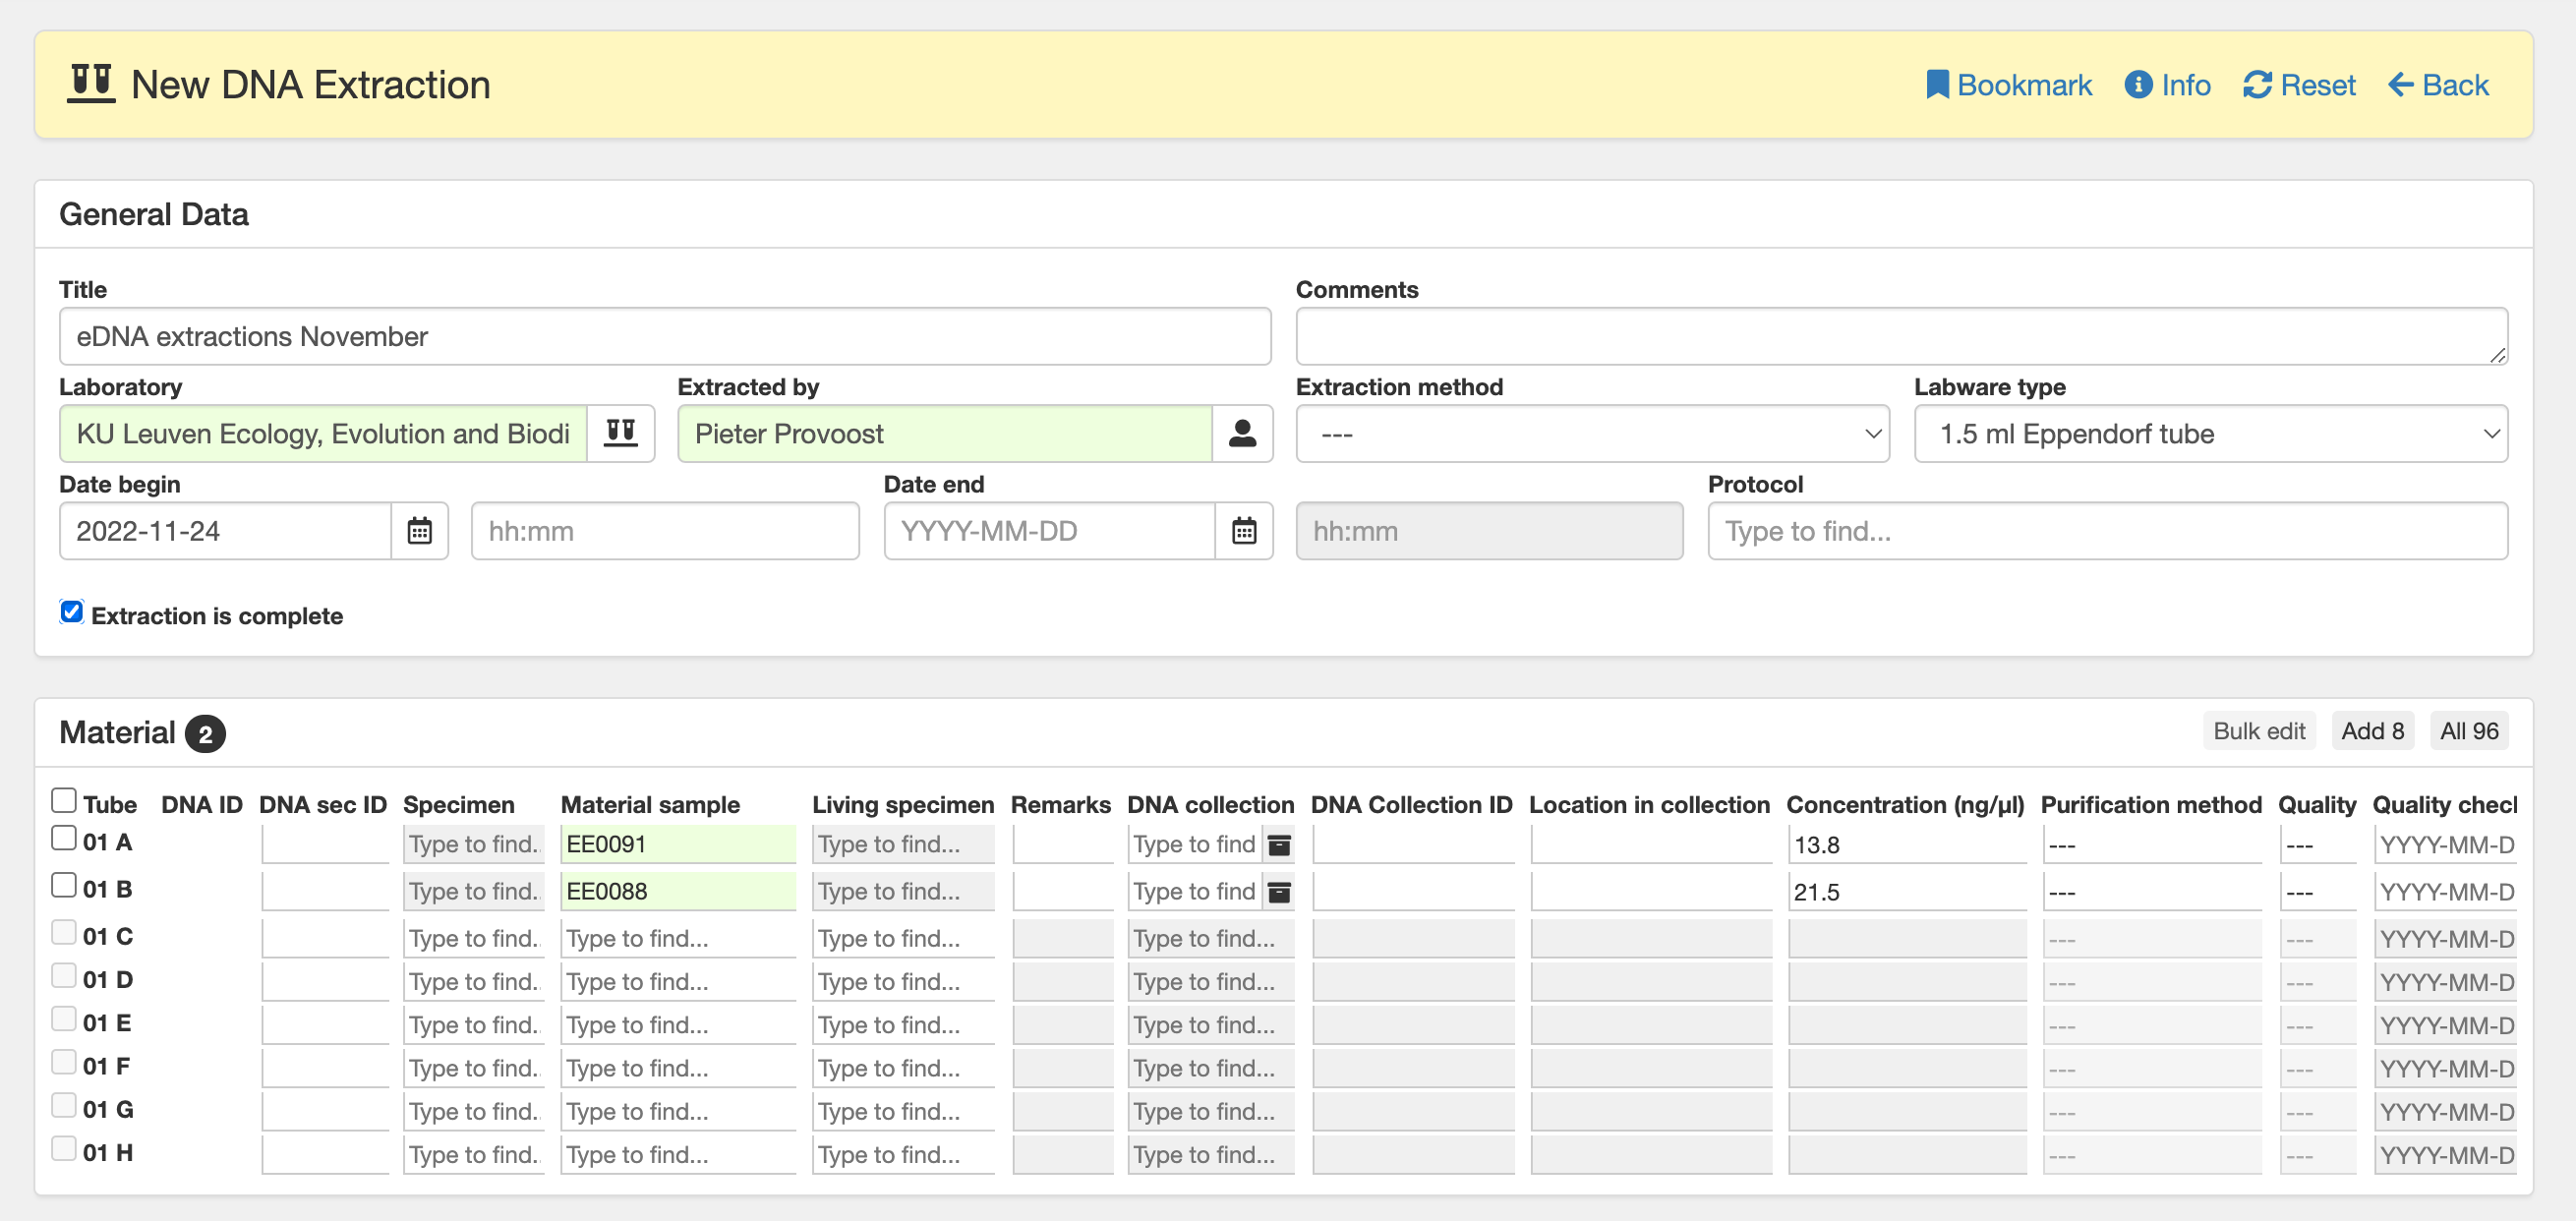 New DNA Extraction Bookmark Info Reset Back
General Data
Title Comments
eDNA extractions November
Laboratory Extracted by Extraction method Labware type
KU Leuven Ecology, Evolution and Biodi Pieter Provoost --- 1.5 ml Eppendorf tube
Date begin Date end Protocol
2022-11-24 hh:mm YYYY-MM-DD hh:mm Type to find...
Extraction is complete
Material 2 Bulk edit Add 8 All 96
Tube DNA ID DNA sec ID Specimen Material sample Living specimen Remarks DNA collection DNA Collection ID Location in collection Concentration (ng/µl) Purification method Quality Quality chec
01 A Type to find.. EE0091 Type to find... Type to find 13.8 --- --- YYYY-MM-D
01 B Type to find.. EE0088 Type to find... Type to find 21.5 --- --- YYYY-MM-D
01 C Type to find.. Type to find... Type to find... Type to find... --- --- YYYY-MM-D
01 D Type to find.. Type to find... Type to find... Type to find... --- --- YYYY-MM-D
01 E Type to find.. Type to find... Type to find... Type to find... --- --- YYYY-MM-D
01 F Type to find.. Type to find... Type to find... Type to find... --- --- YYYY-MM-D
01 G Type to find.. Type to find... Type to find... Type to find... --- --- YYYY-MM-D
01 H Type to find.. Type to find... Type to find... Type to find... --- --- YYYY-MM-D